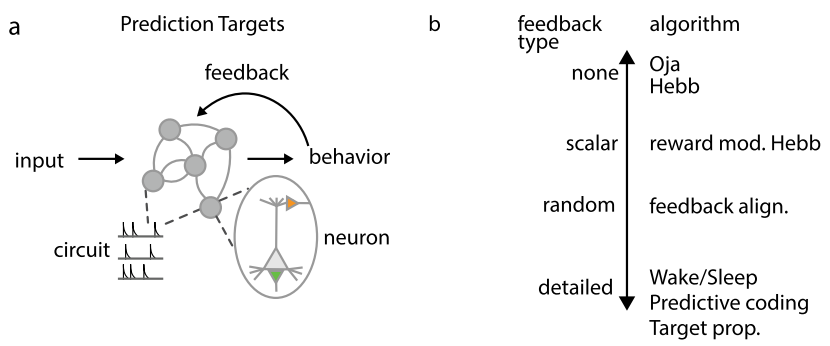 a
Prediction Targets
feedback
input
behavior
circuit
neuron
b
feedback type
algorithm
none
Oja
Hebb
scalar
reward mod. Hebb
random
feedback align.
detailed
Wake/Sleep
Predictive coding
Target prop.